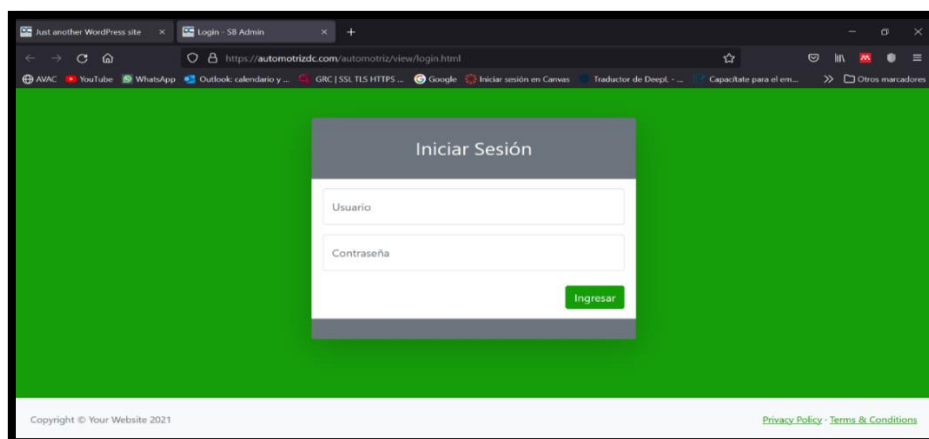 Just another WordPress site
Login - SB Admin
https://automotrizdc.com/automotriz/view/login.html
AVAC YouTube WhatsApp Outlook: calendario y ... GRC | SSL TLS HTTPS ... Google Iniciar sesión en Canvas Traductor de DeepL - ... Capacítate para el em... Otros marcadores
Iniciar Sesión
Usuario
Contraseña
Ingresar
Copyright © Your Website 2021
Privacy Policy · Terms & Conditions